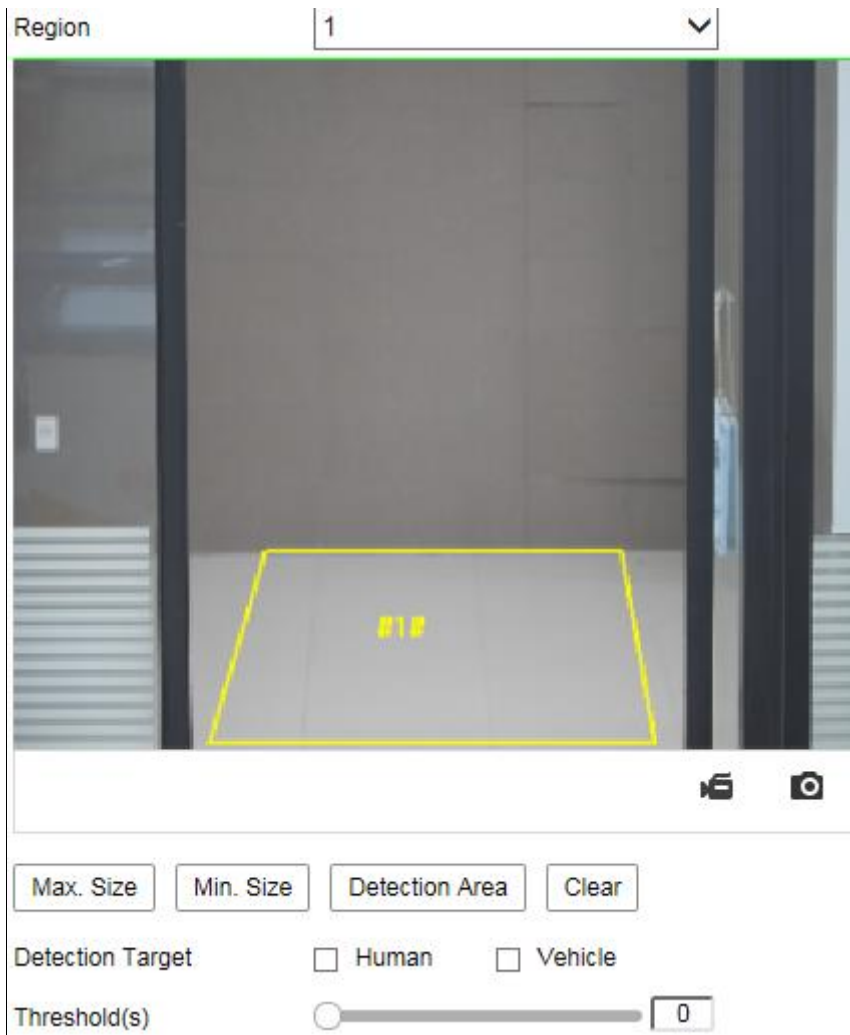 Region 1
#1#
Max. Size Min. Size Detection Area Clear
Detection Target Human Vehicle
Threshold(s) 0